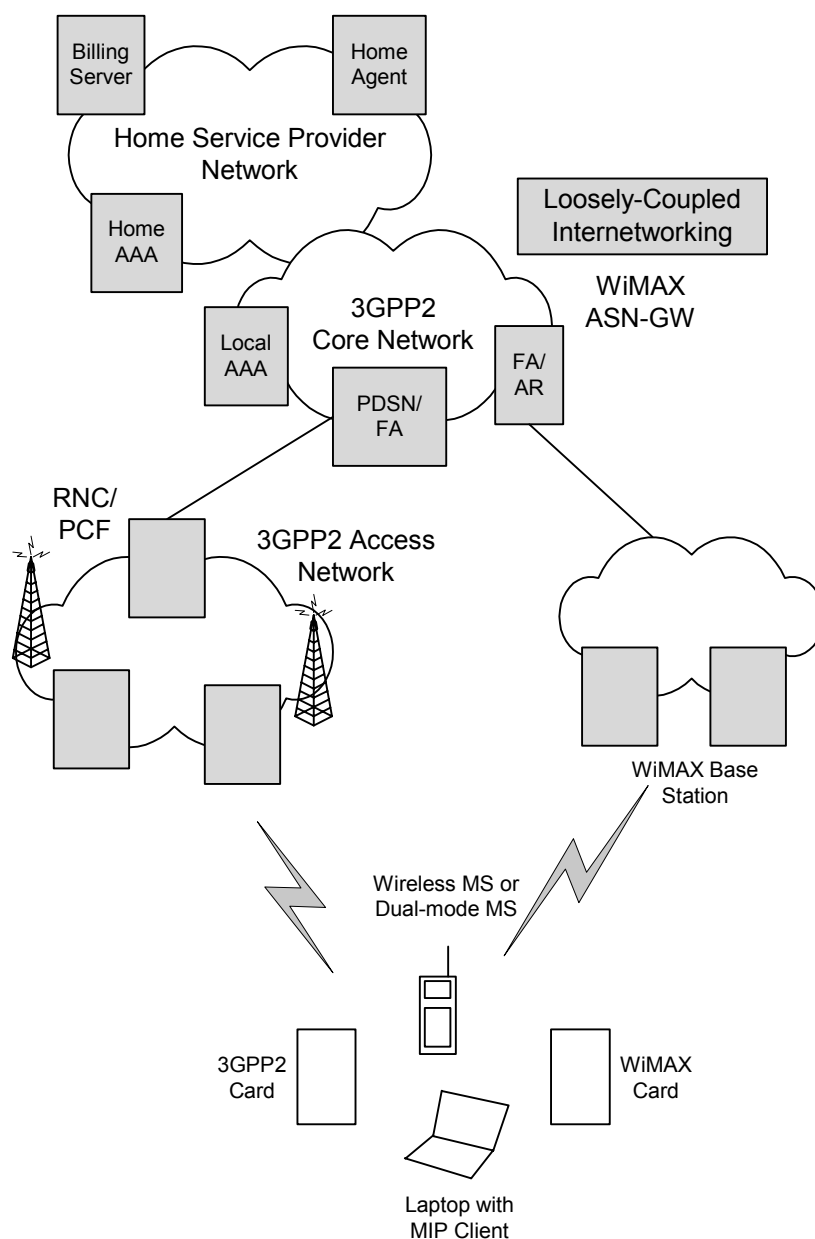 Billing
Server
Home
Agent
Home Service Provider
Network
Home
AAA
Loosely-Coupled
Internetworking
WiMAX
ASN-GW
3GPP2
Core Network
Local
AAA
FA/
AR
PDSN/
FA
RNC/
PCF
3GPP2 Access
Network
WiMAX Base
Station
Wireless MS or
Dual-mode MS
3GPP2
Card
WiMAX
Card
Laptop with
MIP Client